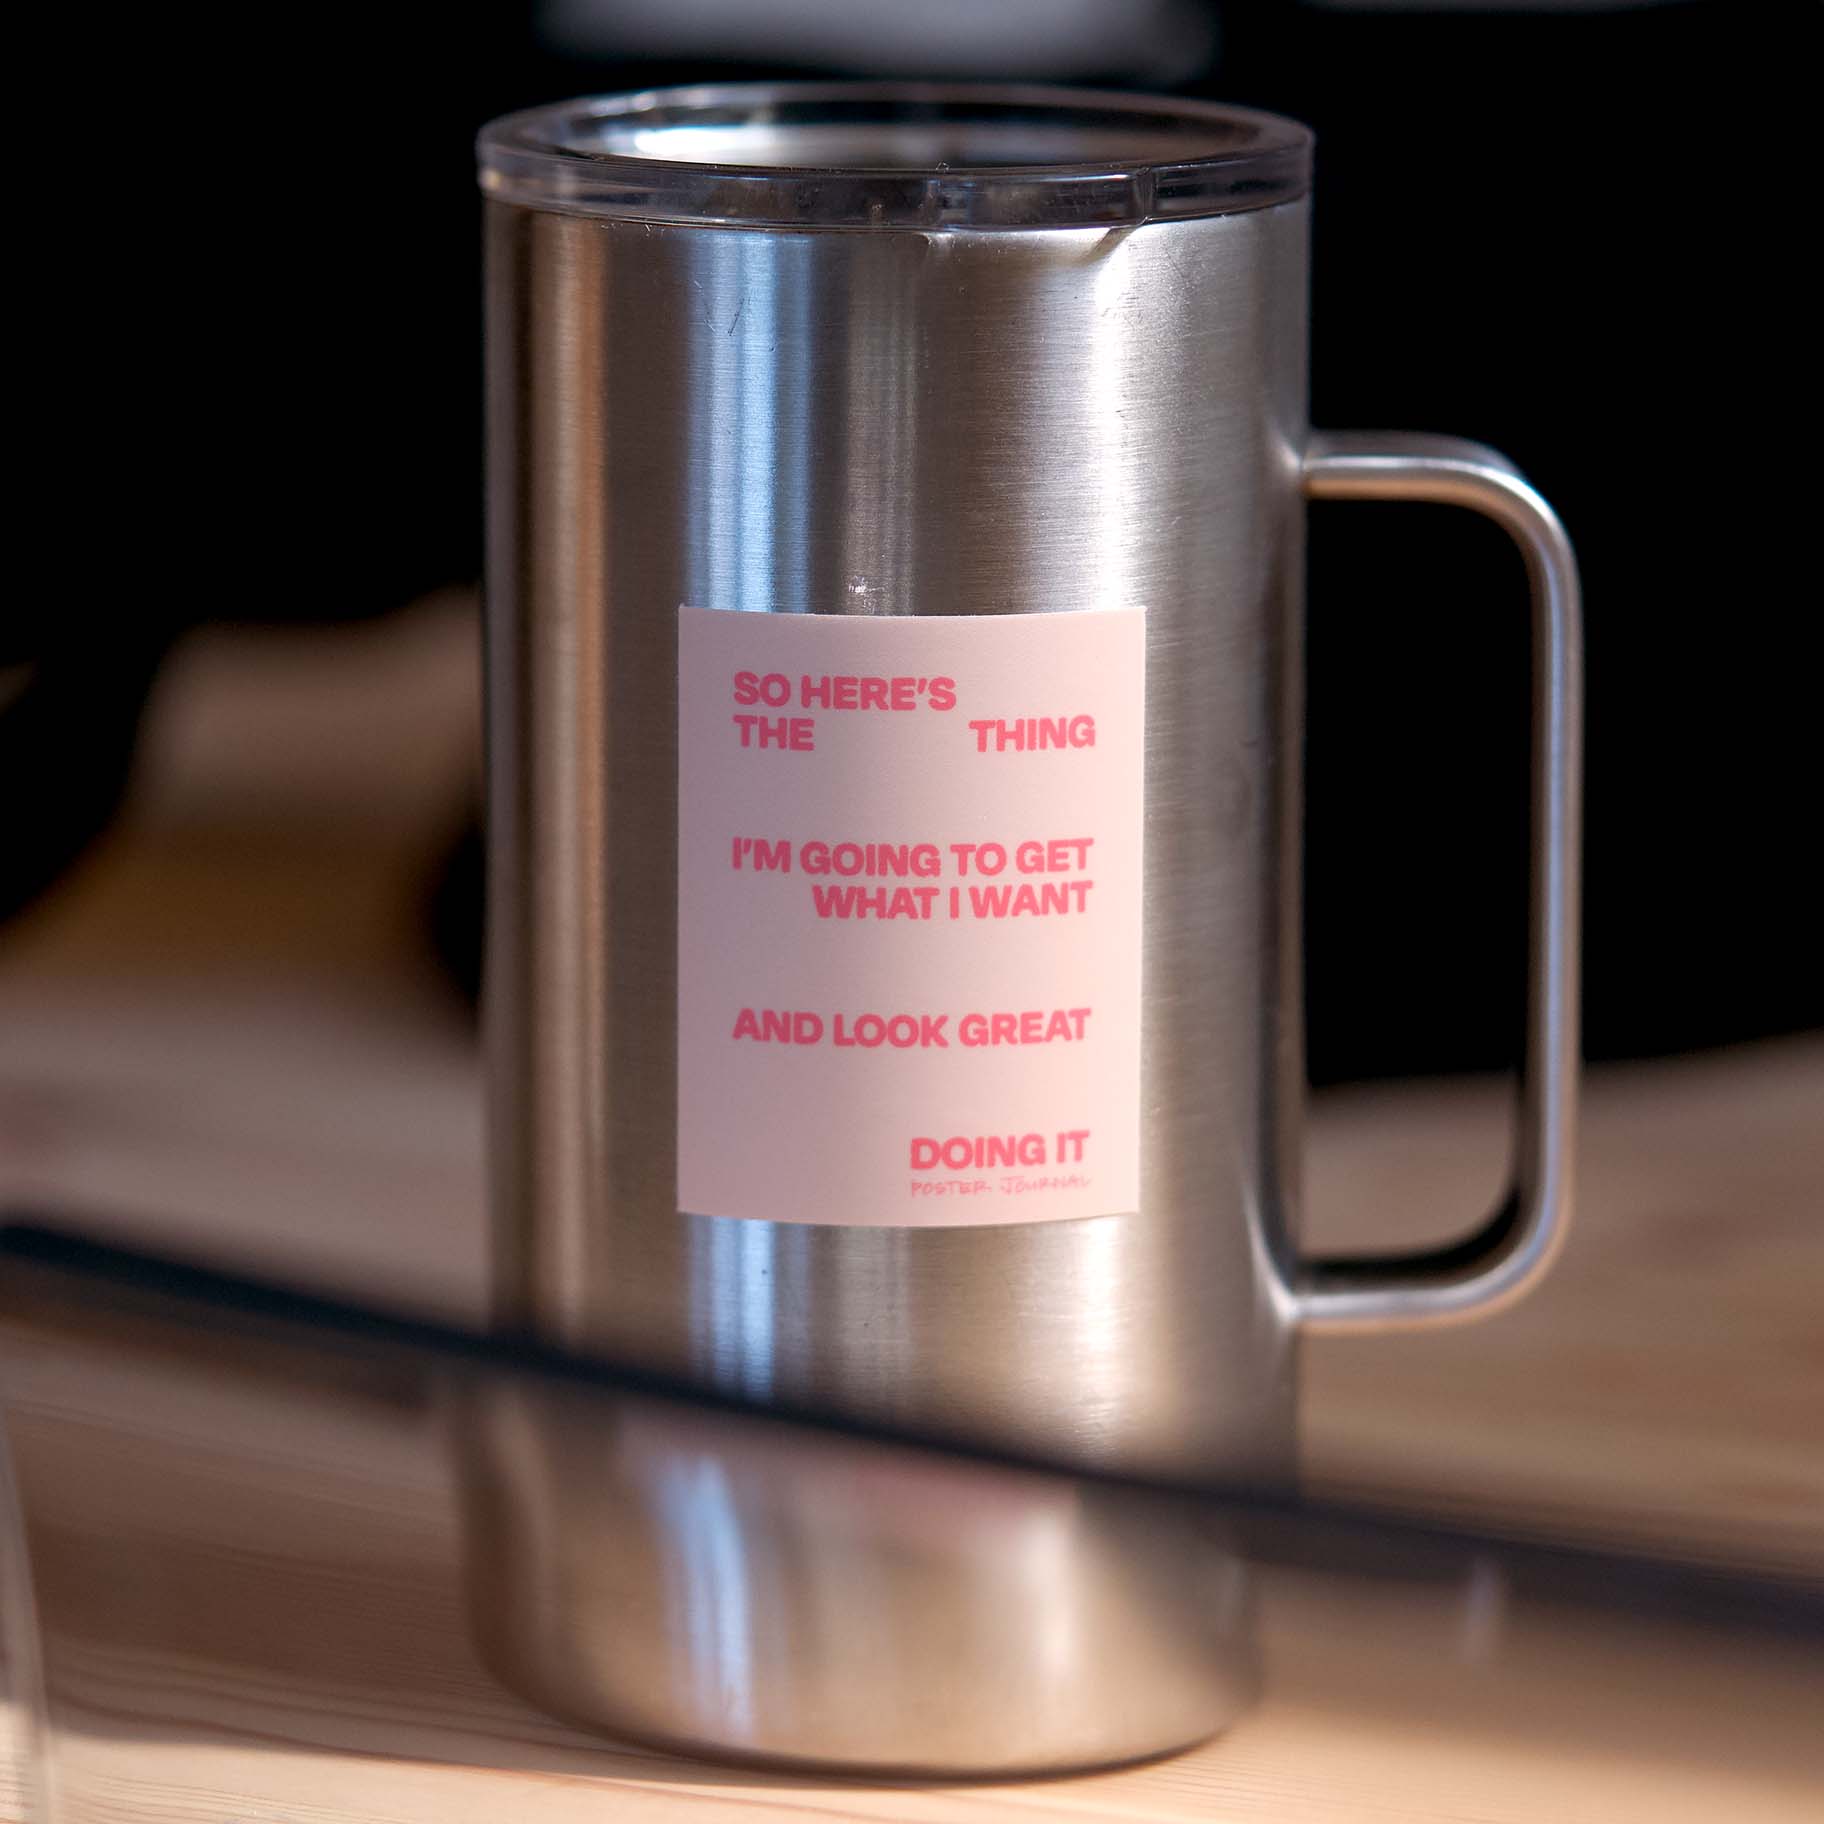 SO HERE'S
THE THING
I'M GOING TO GET
WHAT I WANT
AND LOOK GREAT
DOING IT
POSTER JOURNAL